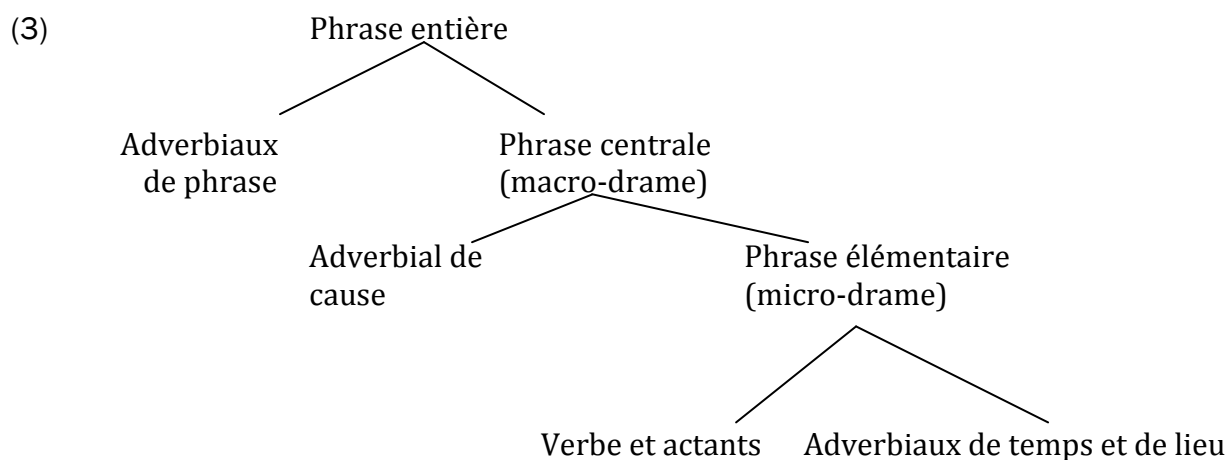 (3) Phrase entière
Adverbiaux de phrase
Phrase centrale (macro-drame)
Adverbial de cause
Phrase élémentaire (micro-drame)
Verbe et actants
Adverbiaux de temps et de lieu